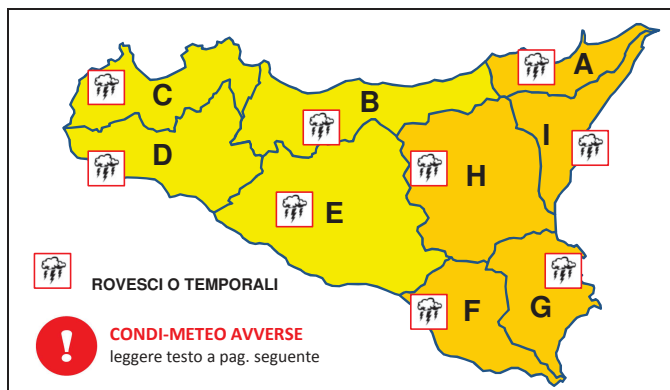 A
C
B
I
D
H
E
F
G
ROVESCI O TEMPORALI
!
CONDI-METEO AVVERSE
leggere testo a pag. seguente